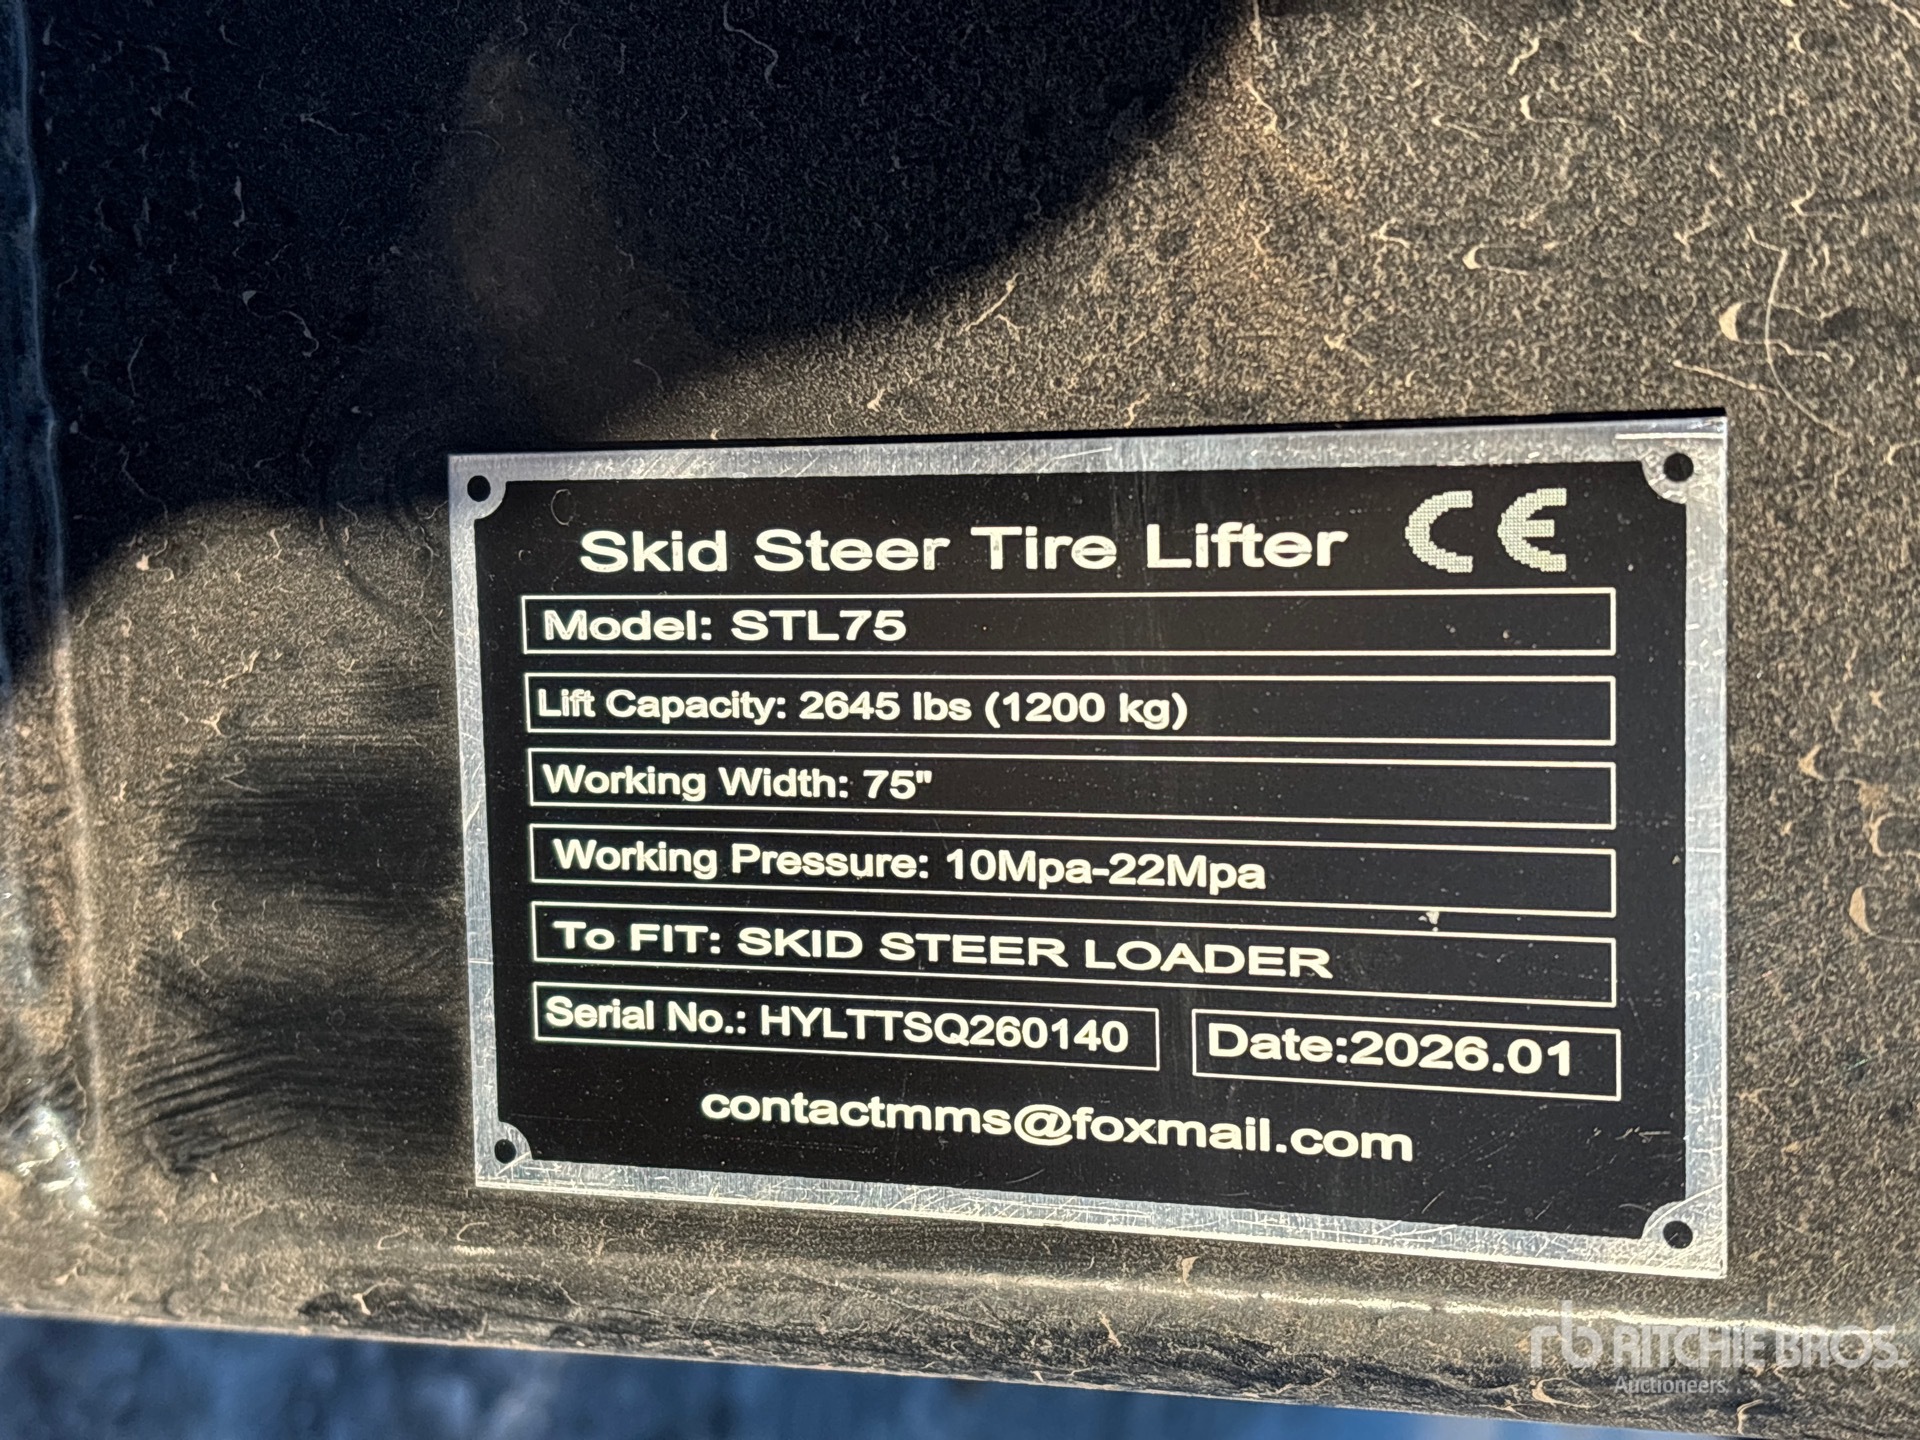 Skid Steer Tire Lifter CE
Model: STL75
Lift Capacity: 2645 lbs (1200 kg)
Working Width: 75"
Working Pressure: 10Mpa-22Mpa
To FIT: SKID STEER LOADER
Serial No.: HYLTTSQ260140 Date:2026.01
contactmms@foxmail.com
rb RITCHIE BROS.
Auctioneers